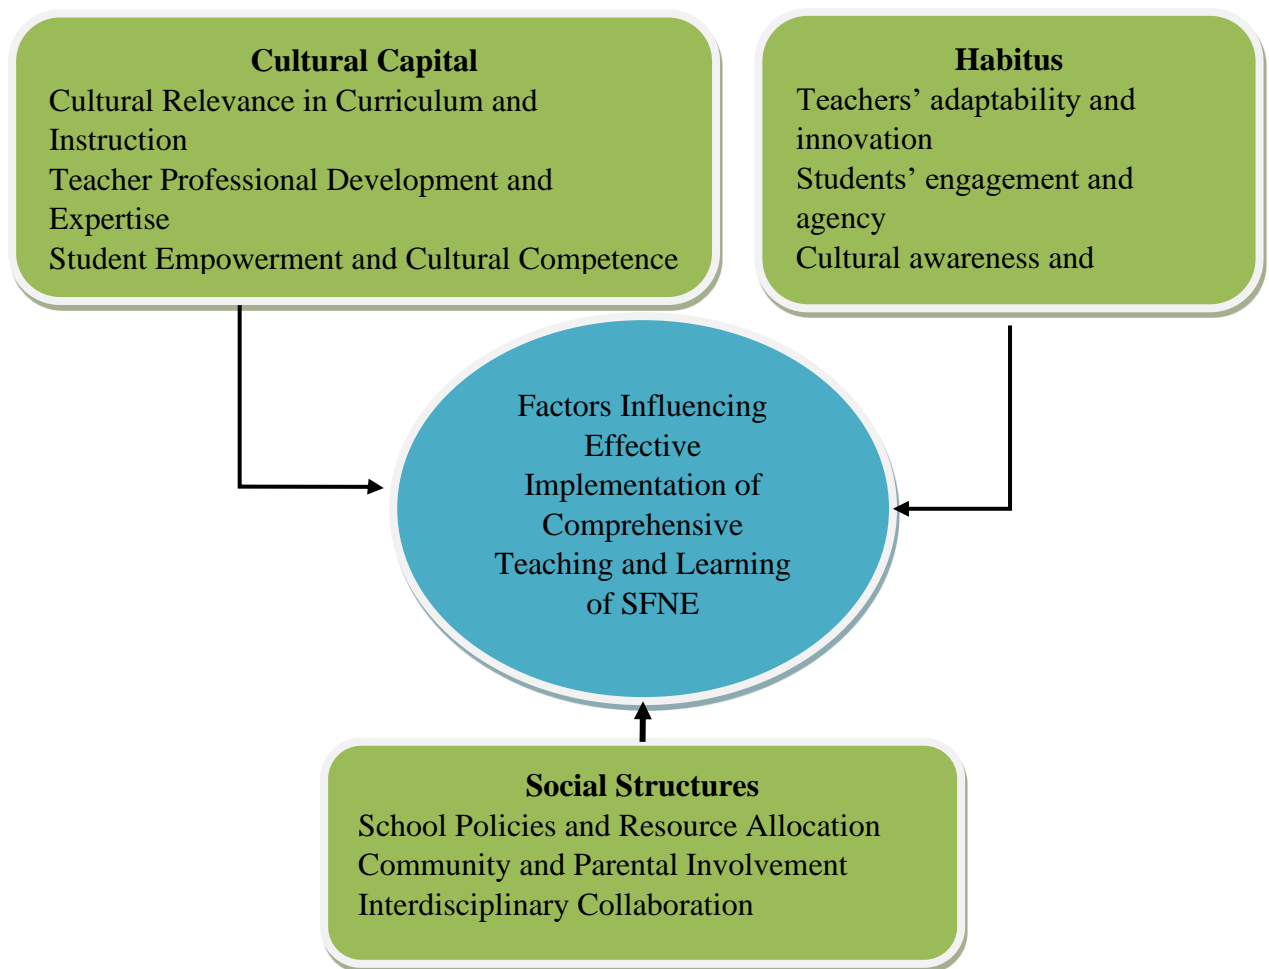 Cultural Capital
Cultural Relevance in Curriculum and
Instruction
Teacher Professional Development and
Expertise
Student Empowerment and Cultural Competence
Habitus
Teachers’ adaptability and
innovation
Students’ engagement and
agency
Cultural awareness and
Factors Influencing
Effective
Implementation of
Comprehensive
Teaching and Learning
of SFNE
Social Structures
School Policies and Resource Allocation
Community and Parental Involvement
Interdisciplinary Collaboration